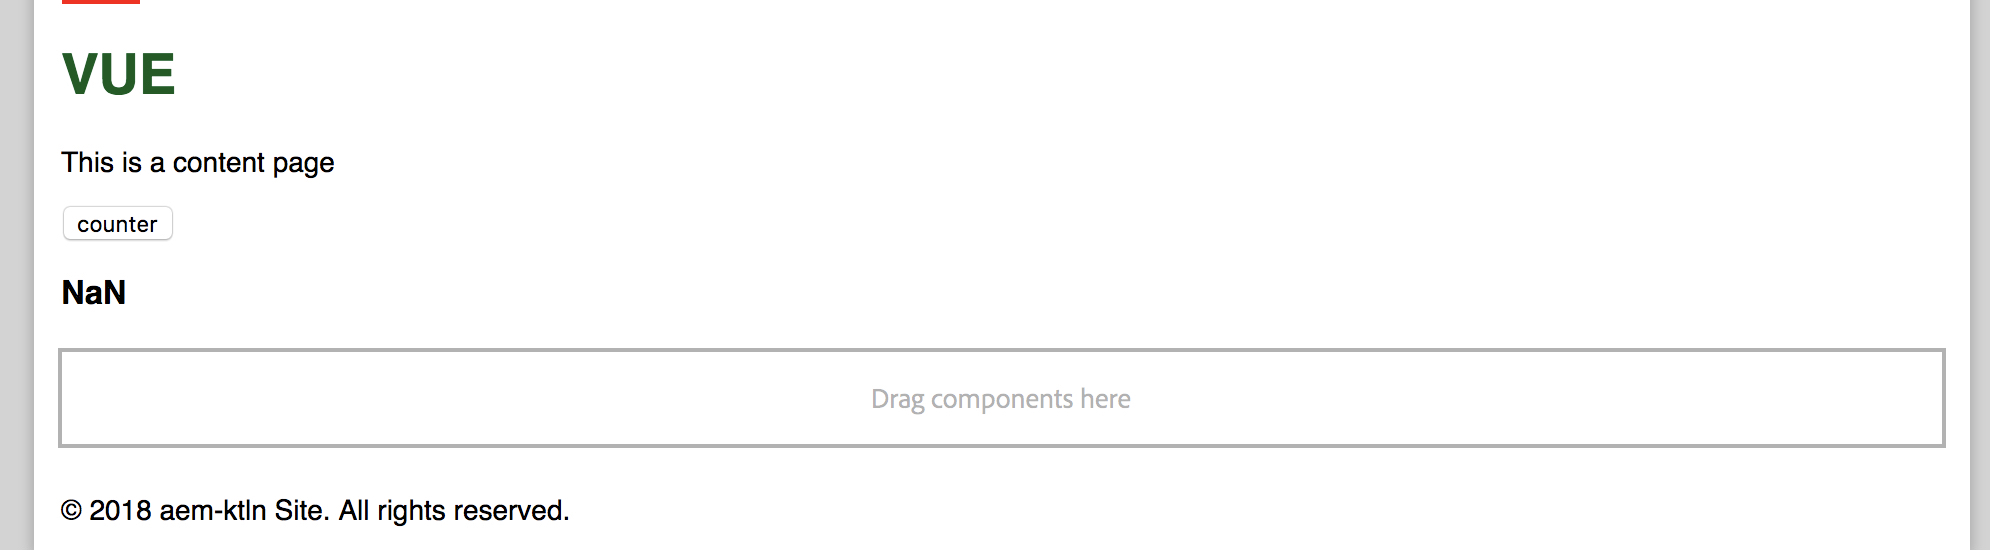 VUE
This is a content page
counter
NaN
Drag components here
© 2018 aem-ktln Site. All rights reserved.